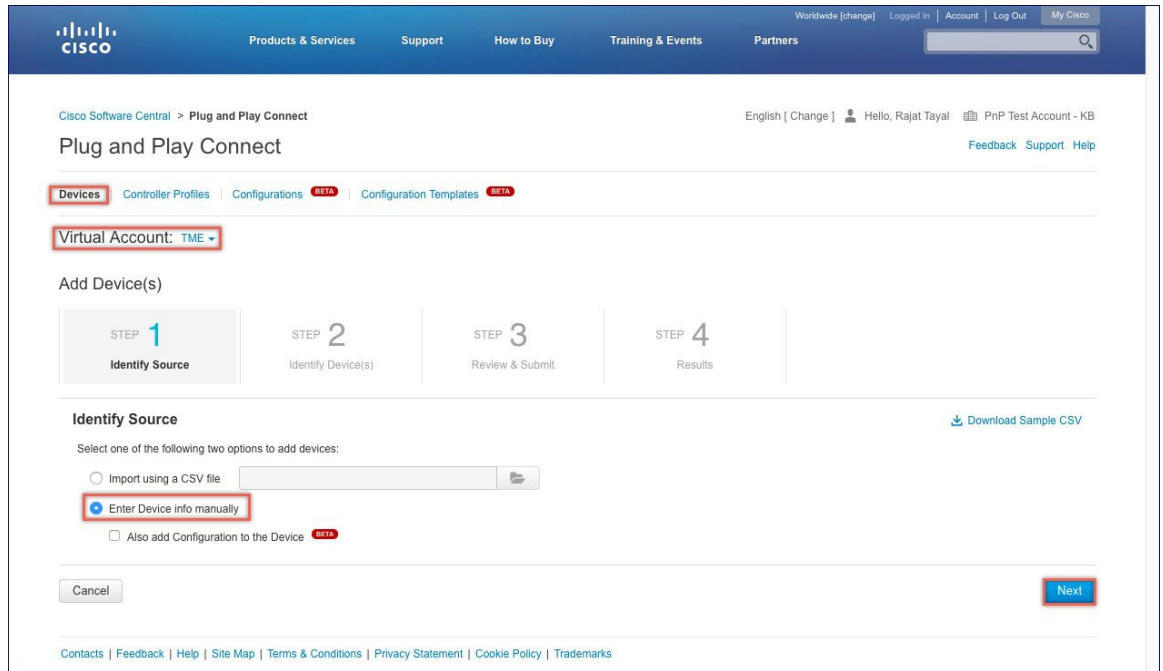 Worldwide [change] Logged In | Account | Log Out My Cisco
CISCO Products & Services Support How to Buy Training & Events Partners
Cisco Software Central > Plug and Play Connect English [ Change ] Hello, Rajat Tayal PnP Test Account - KB
Plug and Play Connect Feedback Support Help
Devices | Controller Profiles | Configurations BETA | Configuration Templates BETA
Virtual Account: TME
Add Device(s)
STEP 1 STEP 2 STEP 3 STEP 4
Identify Source Identify Device(s) Review & Submit Results
Identify Source Download Sample CSV
Select one of the following two options to add devices:
Import using a CSV file
Enter Device info manually
Also add Configuration to the Device BETA
Cancel Next
Contacts | Feedback | Help | Site Map | Terms & Conditions | Privacy Statement | Cookie Policy | Trademarks